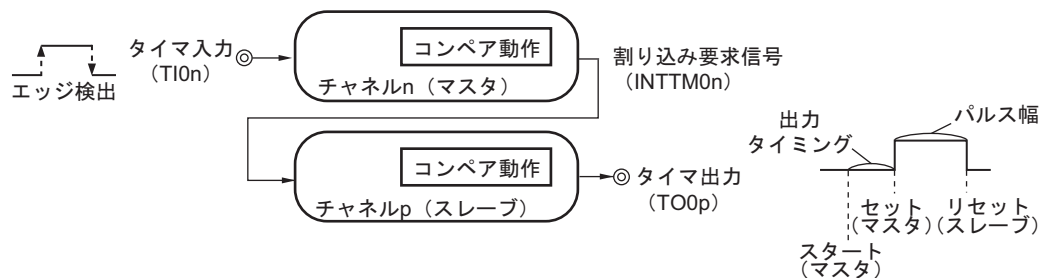 エッジ検出
タイマ入力
(TI0n)
コンペア動作
チャネルn（マスタ）
割り込み要求信号
(INTTM0n)
コンペア動作
チャネルp（スレーブ）
タイマ出力
(TO0p)
出力
タイミング
パルス幅
セット
(マスタ)
リセット
(スレーブ)
スタート
(マスタ)